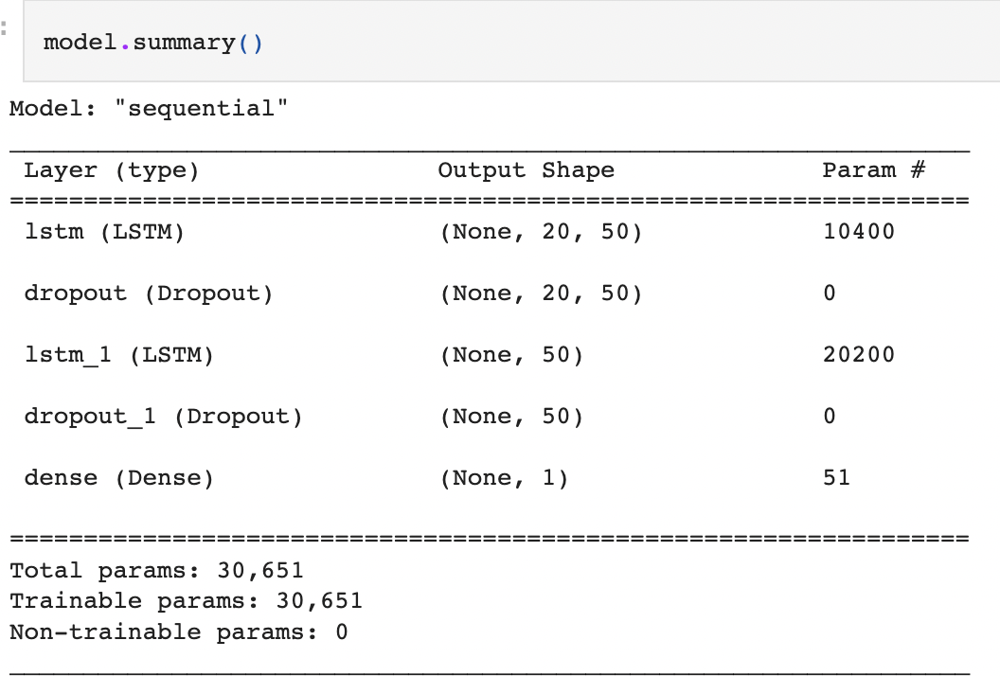 model.summary()
Model: "sequential"
Layer (type) Output Shape Param #
=================================================================
lstm (LSTM) (None, 20, 50) 10400
dropout (Dropout) (None, 20, 50) 0
lstm_1 (LSTM) (None, 50) 20200
dropout_1 (Dropout) (None, 50) 0
dense (Dense) (None, 1) 51
=================================================================
Total params: 30,651
Trainable params: 30,651
Non-trainable params: 0